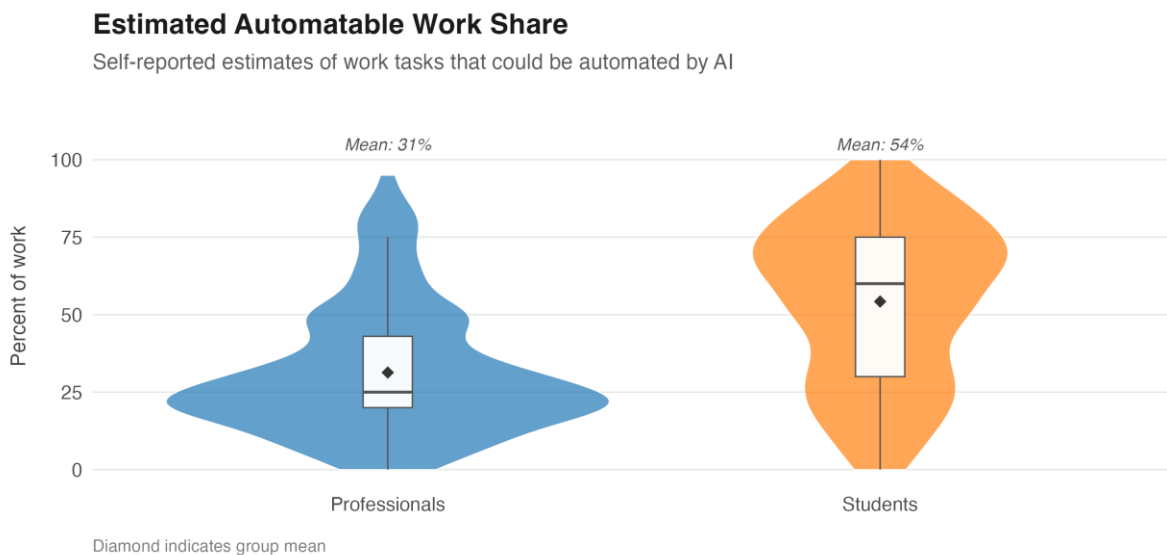 Estimated Automatable Work Share
Self-reported estimates of work tasks that could be automated by AI
Mean: 31%
Mean: 54%
100
75
50
25
0
Percent of work
Professionals
Students
Diamond indicates group mean